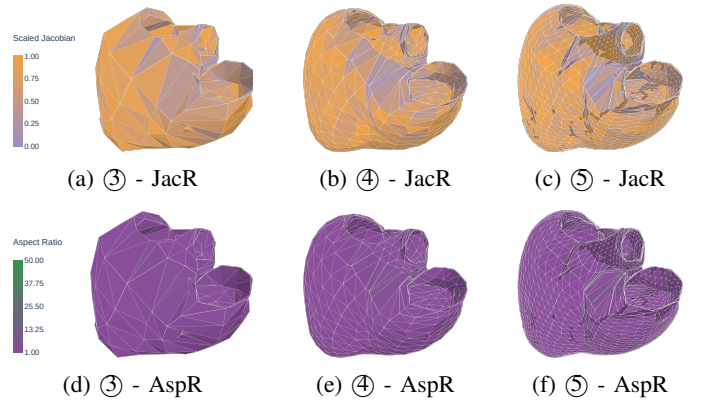 Scaled Jacobian
1.00
0.75
0.50
0.25
0.00
(a) ③ - JacR
(b) ④ - JacR
(c) ⑤ - JacR
Aspect Ratio
50.00
37.75
25.50
13.25
1.00
(d) ③ - AspR
(e) ④ - AspR
(f) ⑤ - AspR